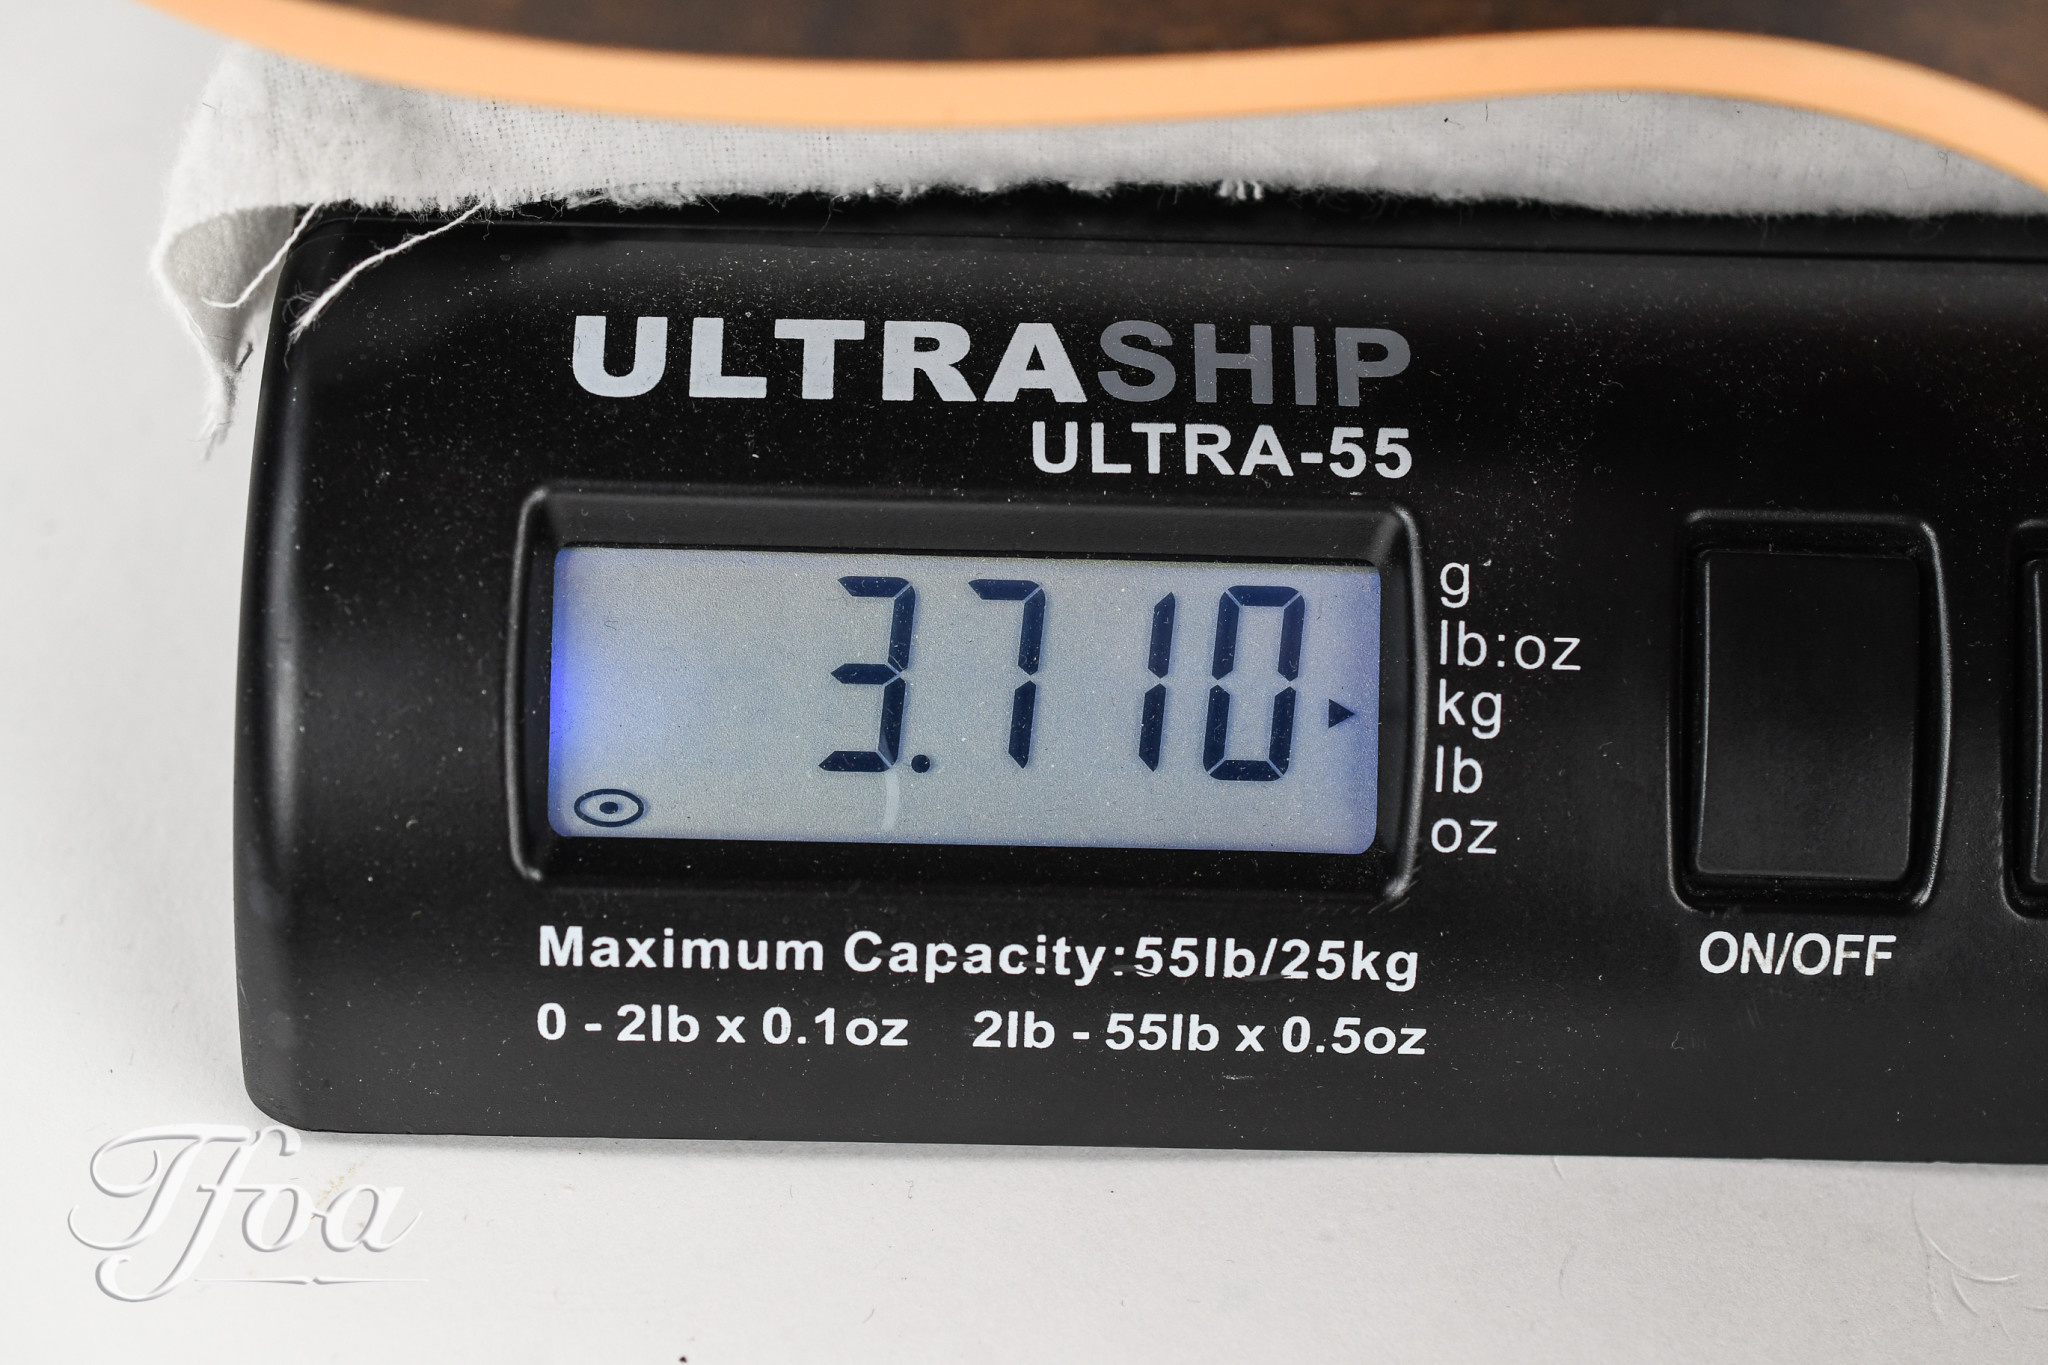 ULTRASHIP
ULTRA-55
3.710
g
lb:oz
kg
lb
oz
ON/OFF
Maximum Capacity:55lb/25kg
0 - 2lb x 0.1oz 2lb - 55lb x 0.5oz
Tfoa